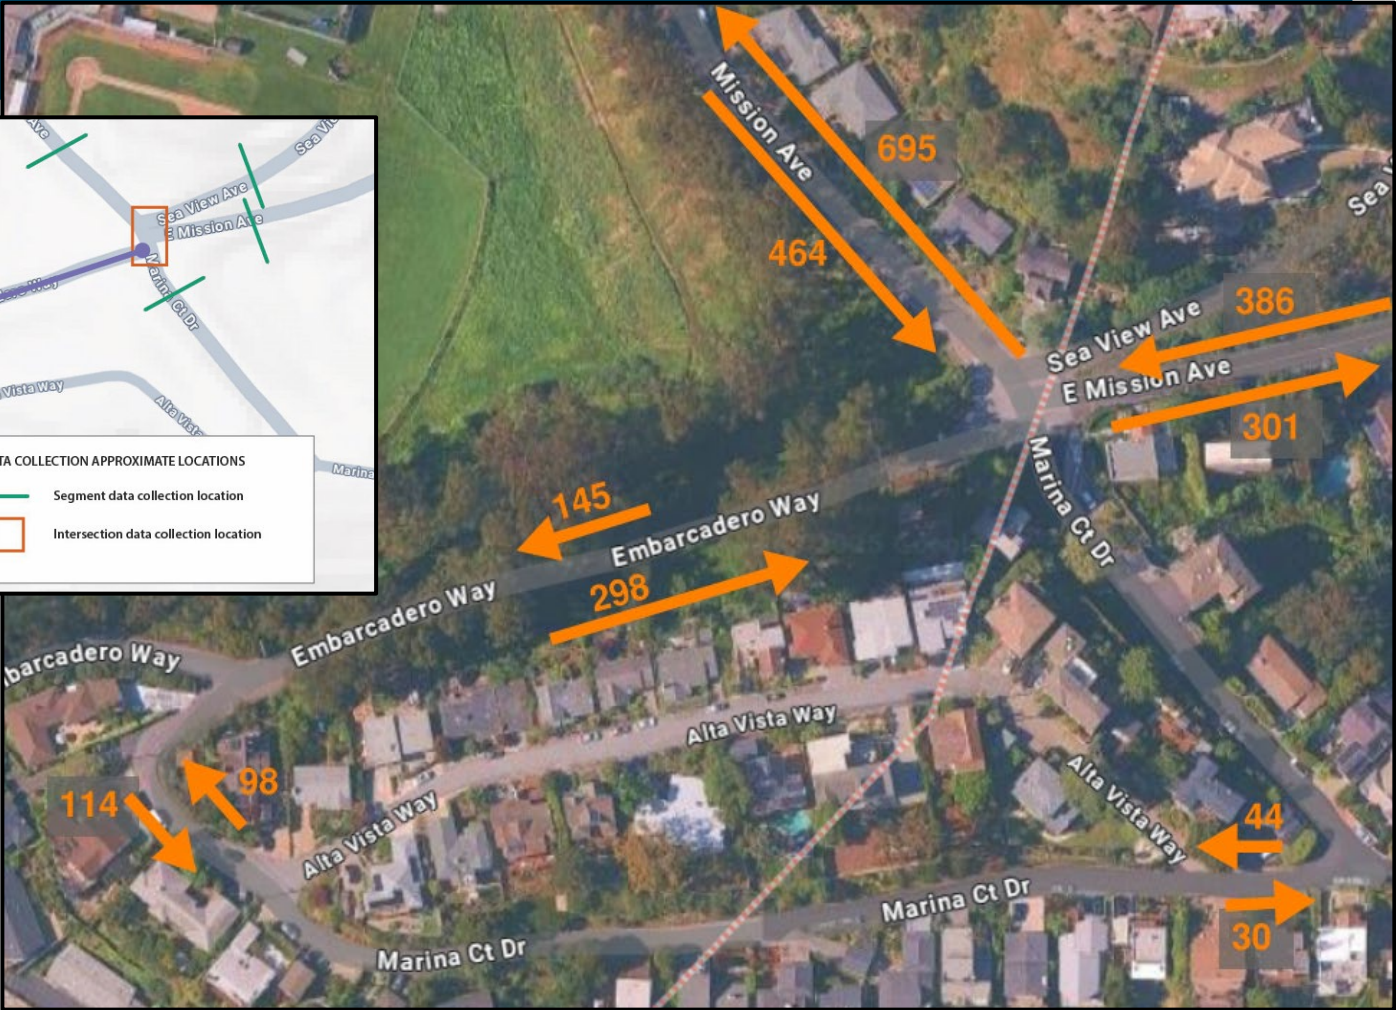 Mission Ave
695
464
Sea View Ave
386
E Mission Ave
301
Marina Ct Dr
145
Embarcadero Way
298
Embarcadero Way
barcadero Way
Alta Vista Way
98
114
Alta Vista Way
Alta Vista Way
44
Marina Ct Dr
30
Marina Ct Dr
Sea
Ave
Sea Vie
Sea View Ave
E Mission Ave
Marina Ct Dr
Way
Vista Way
Alta Vista
Marina
TA COLLECTION APPROXIMATE LOCATIONS
Segment data collection location
Intersection data collection location